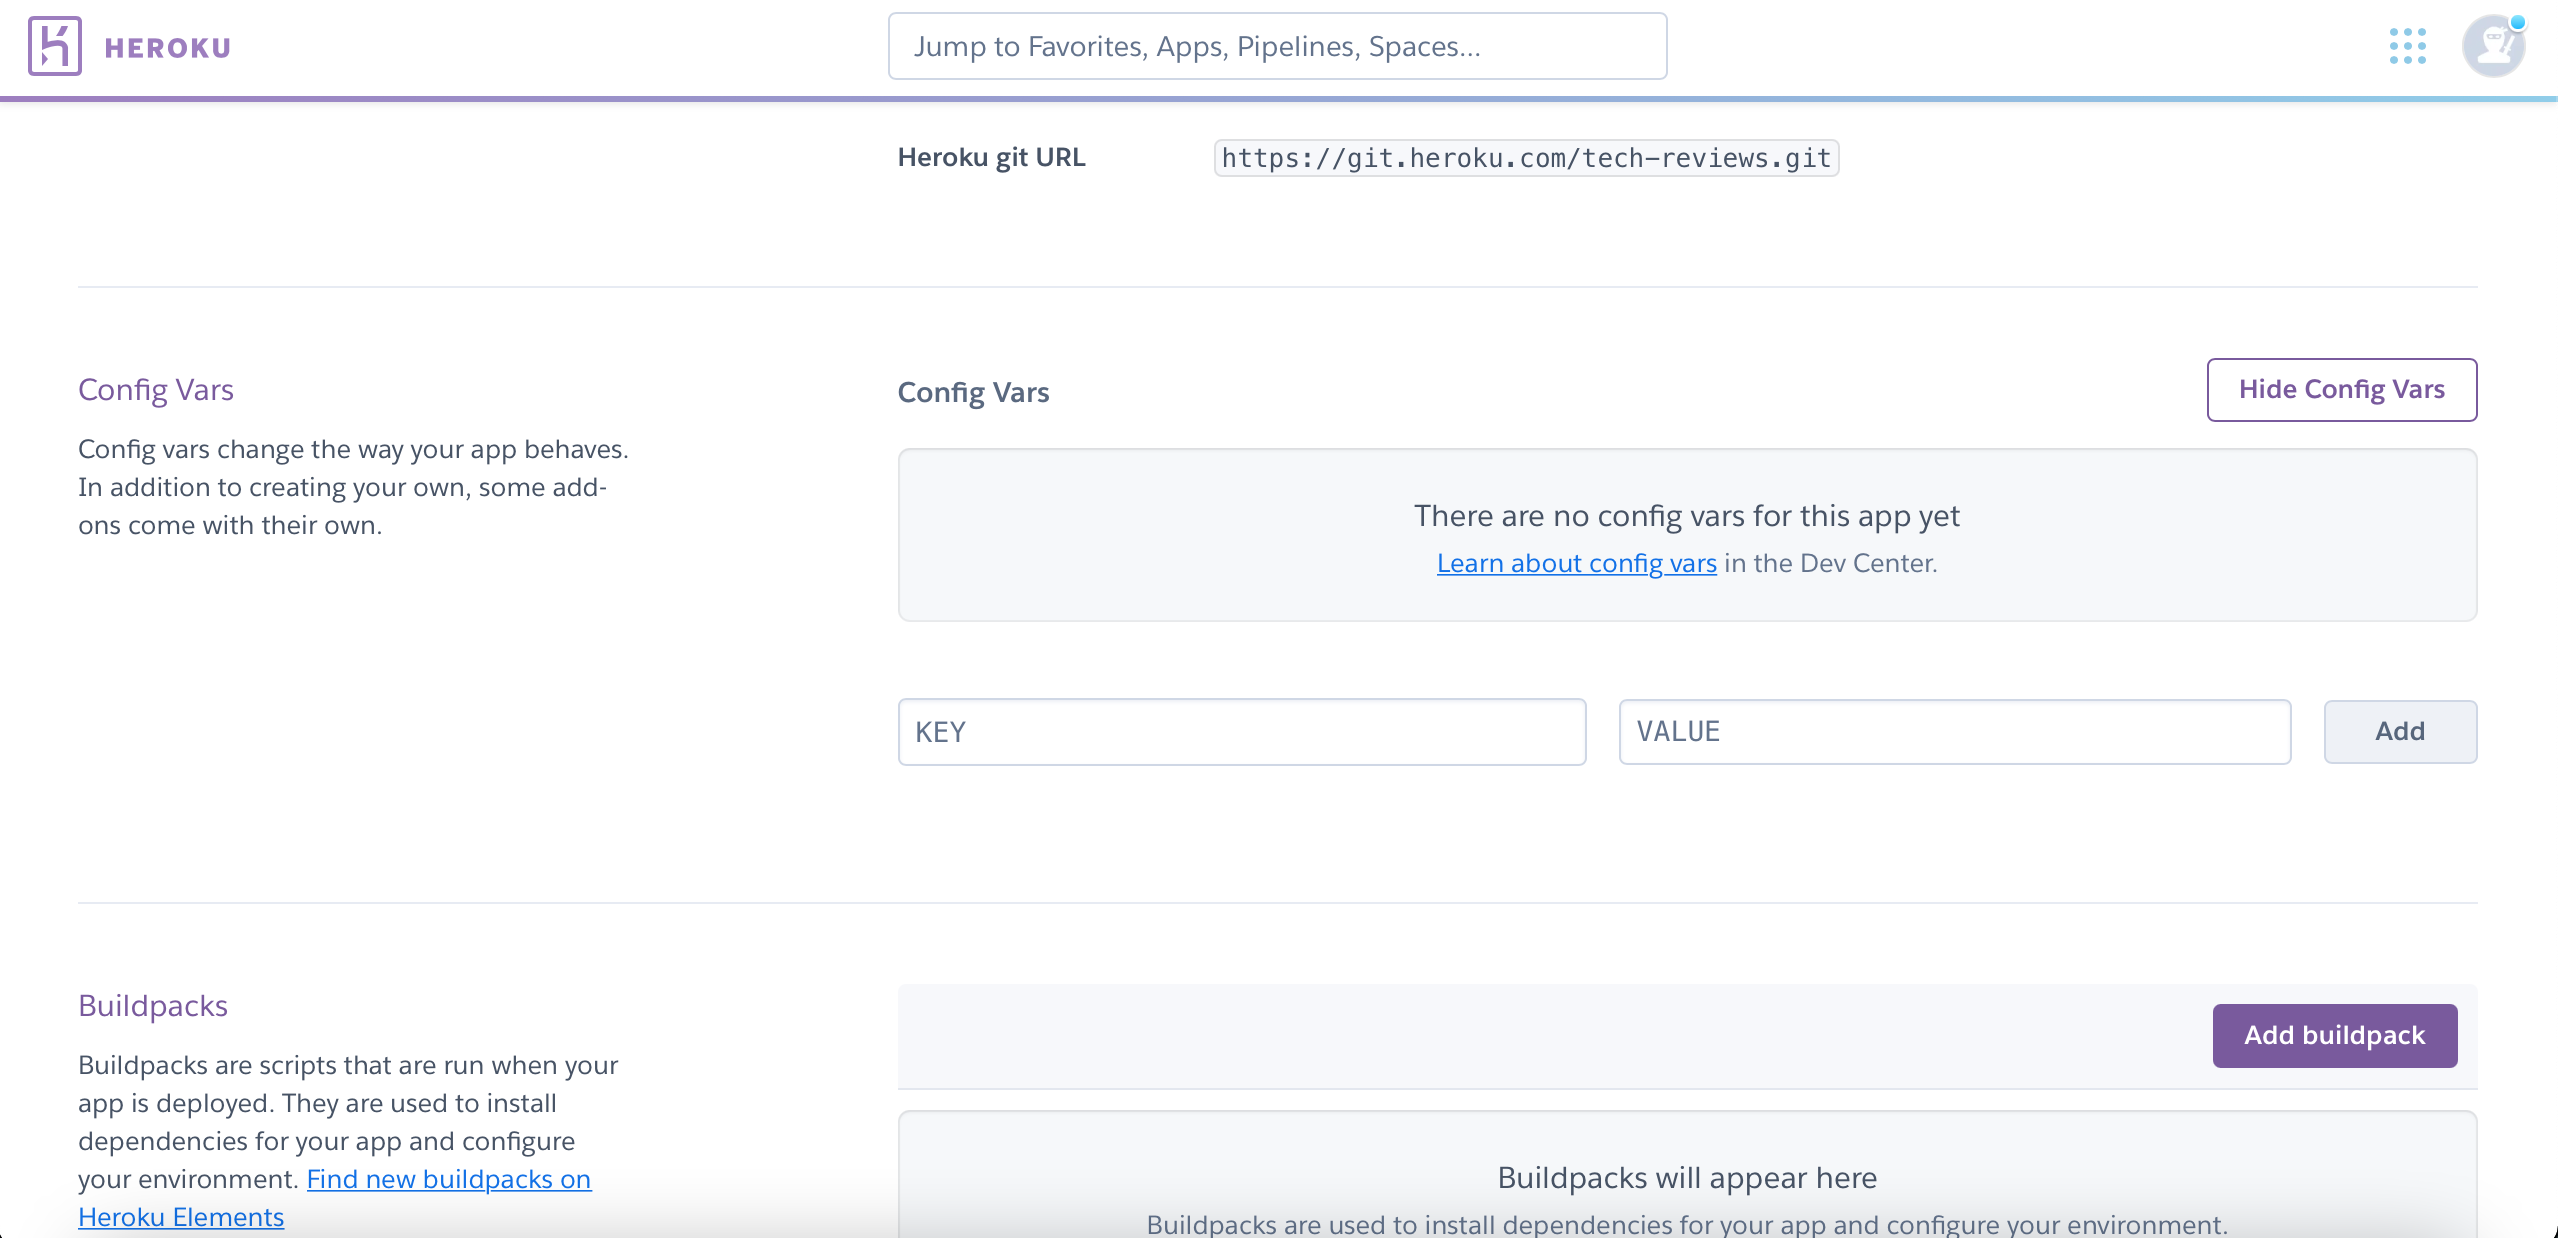 HEROKU
Jump to Favorites, Apps, Pipelines, Spaces...
Heroku git URL
https://git.heroku.com/tech-reviews.git
Config Vars
Config vars change the way your app behaves.
In addition to creating your own, some add-
ons come with their own.
Config Vars
Hide Config Vars
There are no config vars for this app yet
Learn about config vars in the Dev Center.
KEY
VALUE
Add
Buildpacks
Buildpacks are scripts that are run when your
app is deployed. They are used to install
dependencies for your app and configure
your environment. Find new buildpacks on
Heroku Elements
Add buildpack
Buildpacks will appear here
Buildpacks are used to install dependencies for your app and configure your environment.